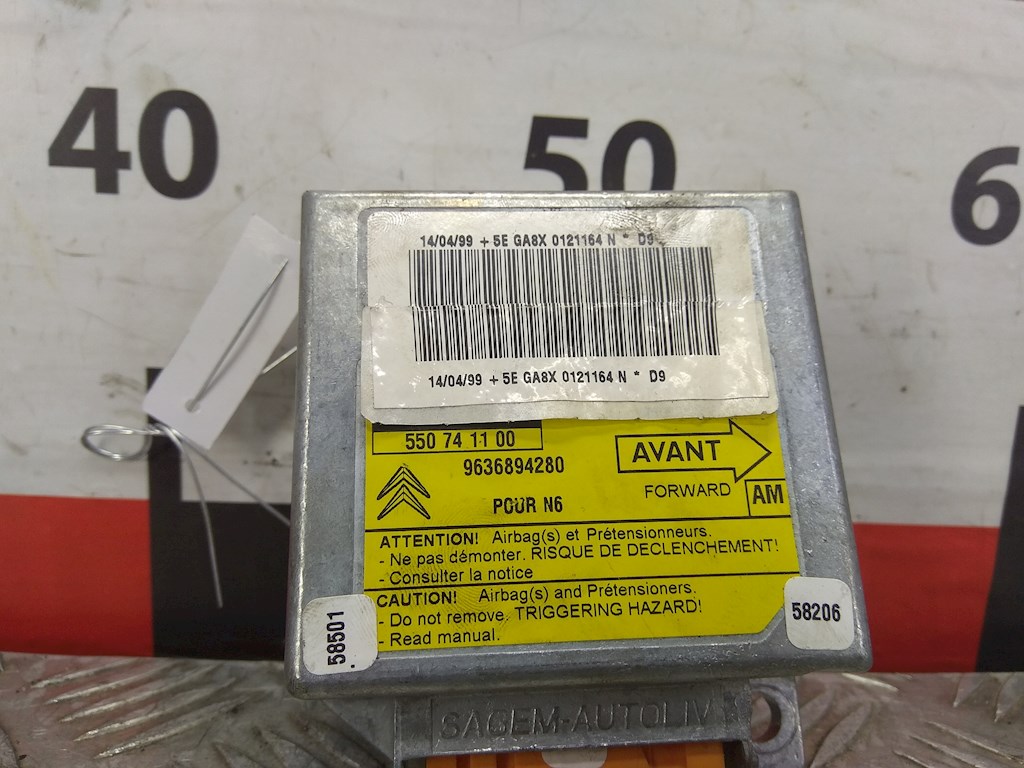 40
50
6
14/04/99 + 5E GA8X 0121164 N * D9
14/04/99 + 5E GA8X 0121164 N * D9
550 74 11 00
9636894280
POUR N6
AVANT
FORWARD
AM
ATTENTION! Airbag(s) et Prétensionneurs.
- Ne pas démonter. RISQUE DE DECLENCHEMENT!
- Consulter la notice
CAUTION! Airbag(s) and Prétensioners.
- Do not remove. TRIGGERING HAZARD!
- Read manual.
58501
58206
SAGEM-AUTOLIV